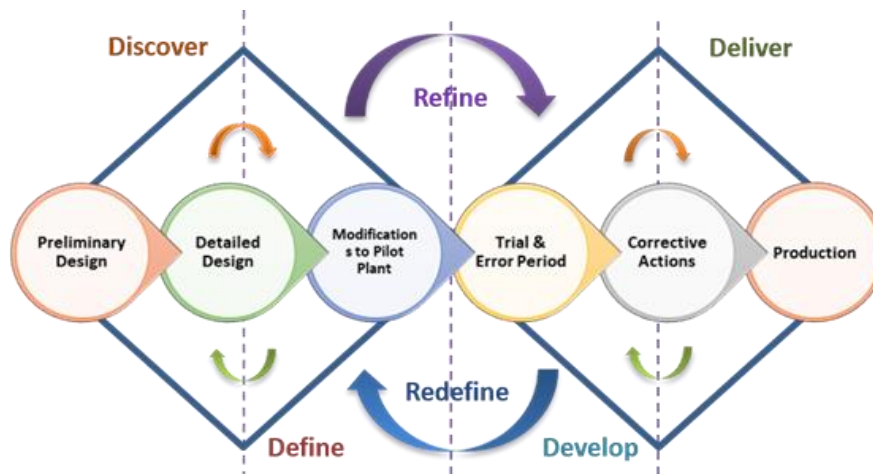 Discover
Deliver
Refine
Preliminary
Design
Detailed
Design
Modification
s to Pilot
Plant
Trial &
Error Period
Corrective
Actions
Production
Redefine
Define
Develop